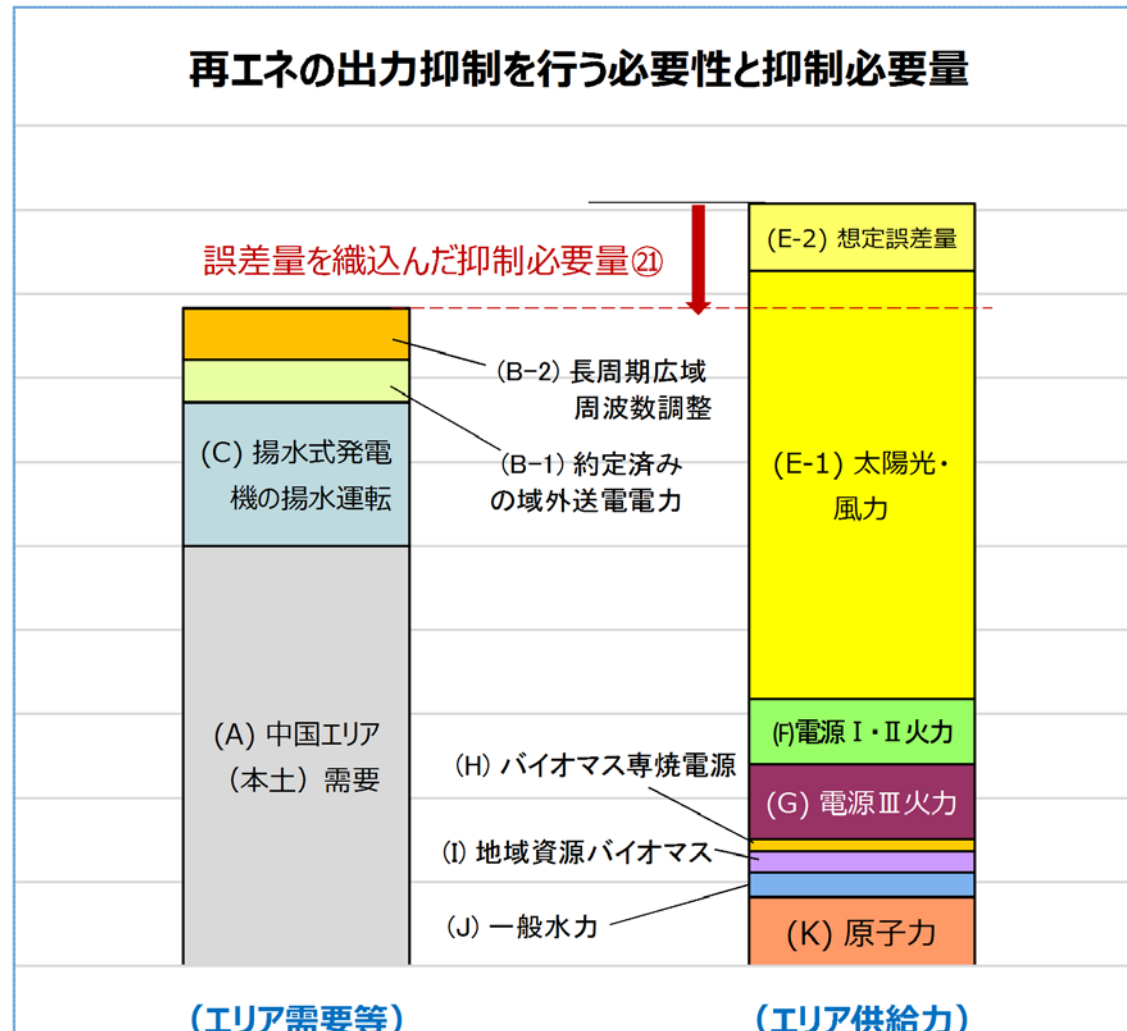 再エネの出力抑制を行う必要性と抑制必要量
(E-2) 想定誤差量
誤差量を織込んだ抑制必要量㉑
(B-2) 長周期広域
周波数調整
(C) 揚水式発電
機の揚水運転
(B-1) 約定済み
の域外送電電力
(E-1) 太陽光・
風力
(A) 中国エリア
（本土）需要
(F)電源Ⅰ・Ⅱ火力
(H) バイオマス専焼電源
(G) 電源Ⅲ火力
(I) 地域資源バイオマス
(J) 一般水力
(K) 原子力
（エリア需要等）
（エリア供給力）